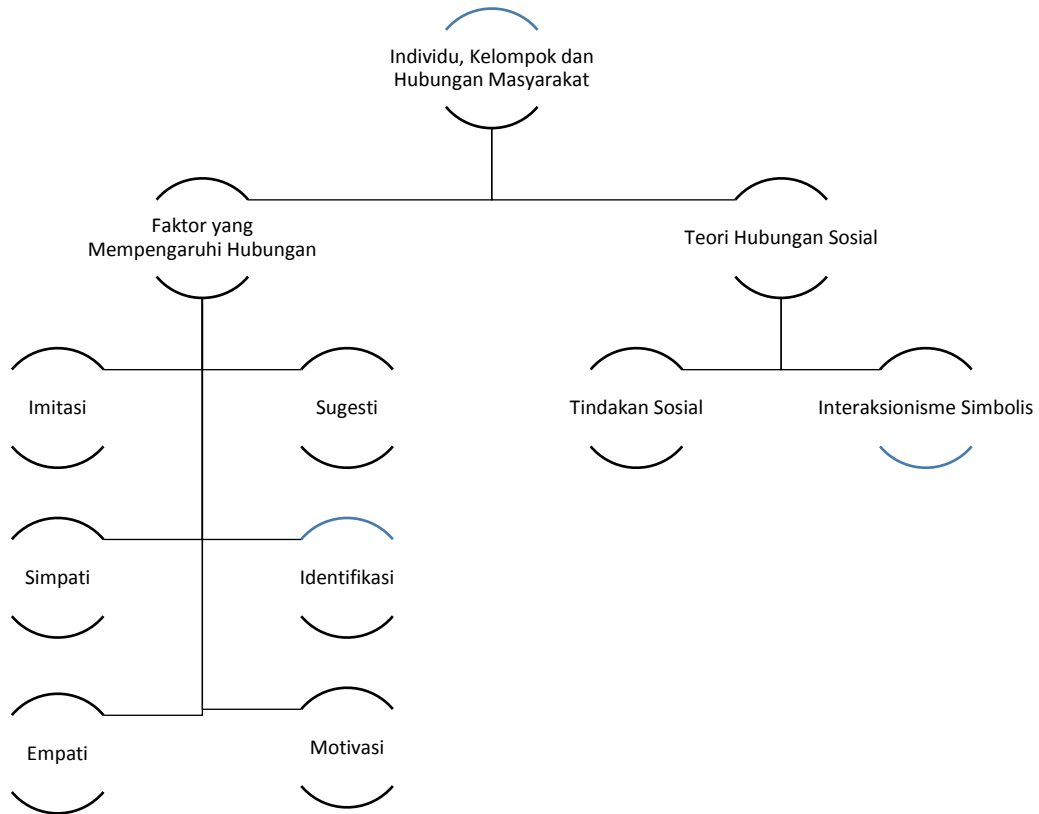 Individu, Kelompok dan
Hubungan Masyarakat
Faktor yang
Mempengaruhi Hubungan
Teori Hubungan Sosial
Imitasi
Sugesti
Tindakan Sosial
Interaksionisme Simbolis
Simpati
Identifikasi
Empati
Motivasi